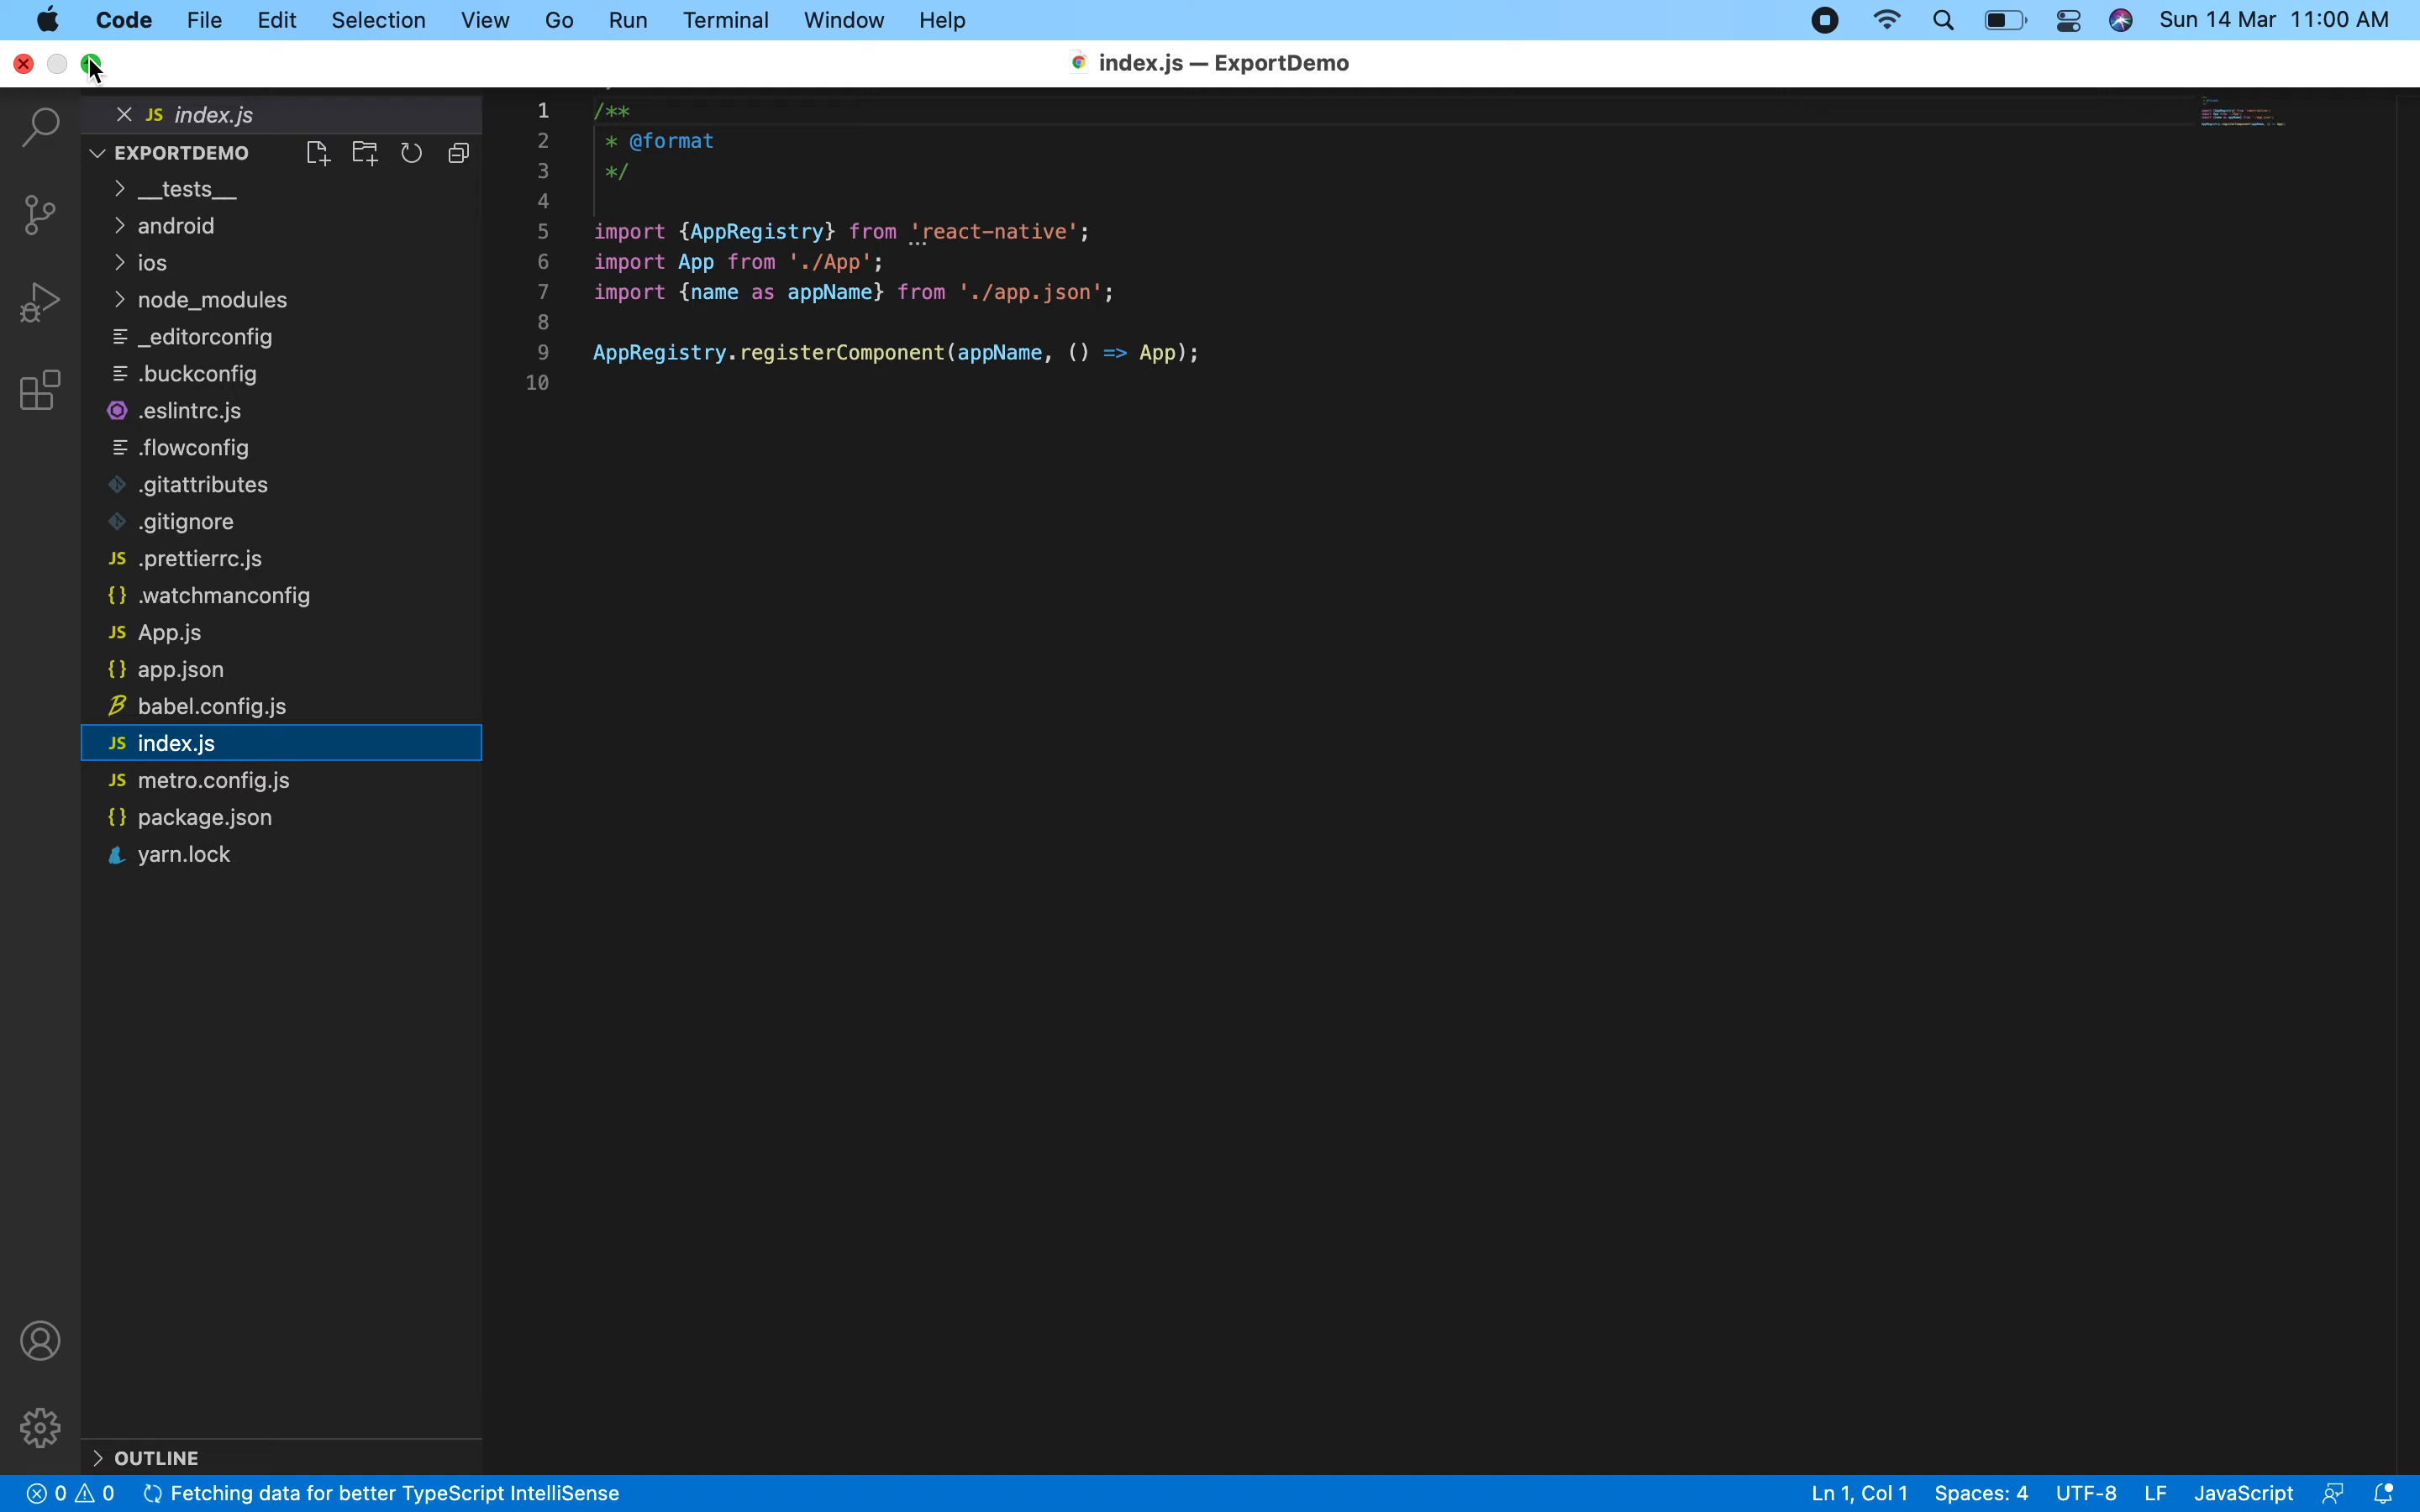 Code File Edit Selection View Go Run Terminal Window Help Sun 14 Mar 11:00 AM
index.js — ExportDemo
JS index.js
EXPORTDEMO
__tests__
android
ios
node_modules
_editorconfig
.buckconfig
.eslintrc.js
.flowconfig
.gitattributes
.gitignore
JS .prettierrc.js
{} .watchmanconfig
JS App.js
{} app.json
babel.config.js
JS index.js
JS metro.config.js
{} package.json
yarn.lock
OUTLINE
1 /**
2 * @format
3 */
4
5 import {AppRegistry} from 'react-native';
6 import App from './App';
7 import {name as appName} from './app.json';
8
9 AppRegistry.registerComponent(appName, () => App);
10
0 0 Fetching data for better TypeScript IntelliSense Ln 1, Col 1 Spaces: 4 UTF-8 LF JavaScript